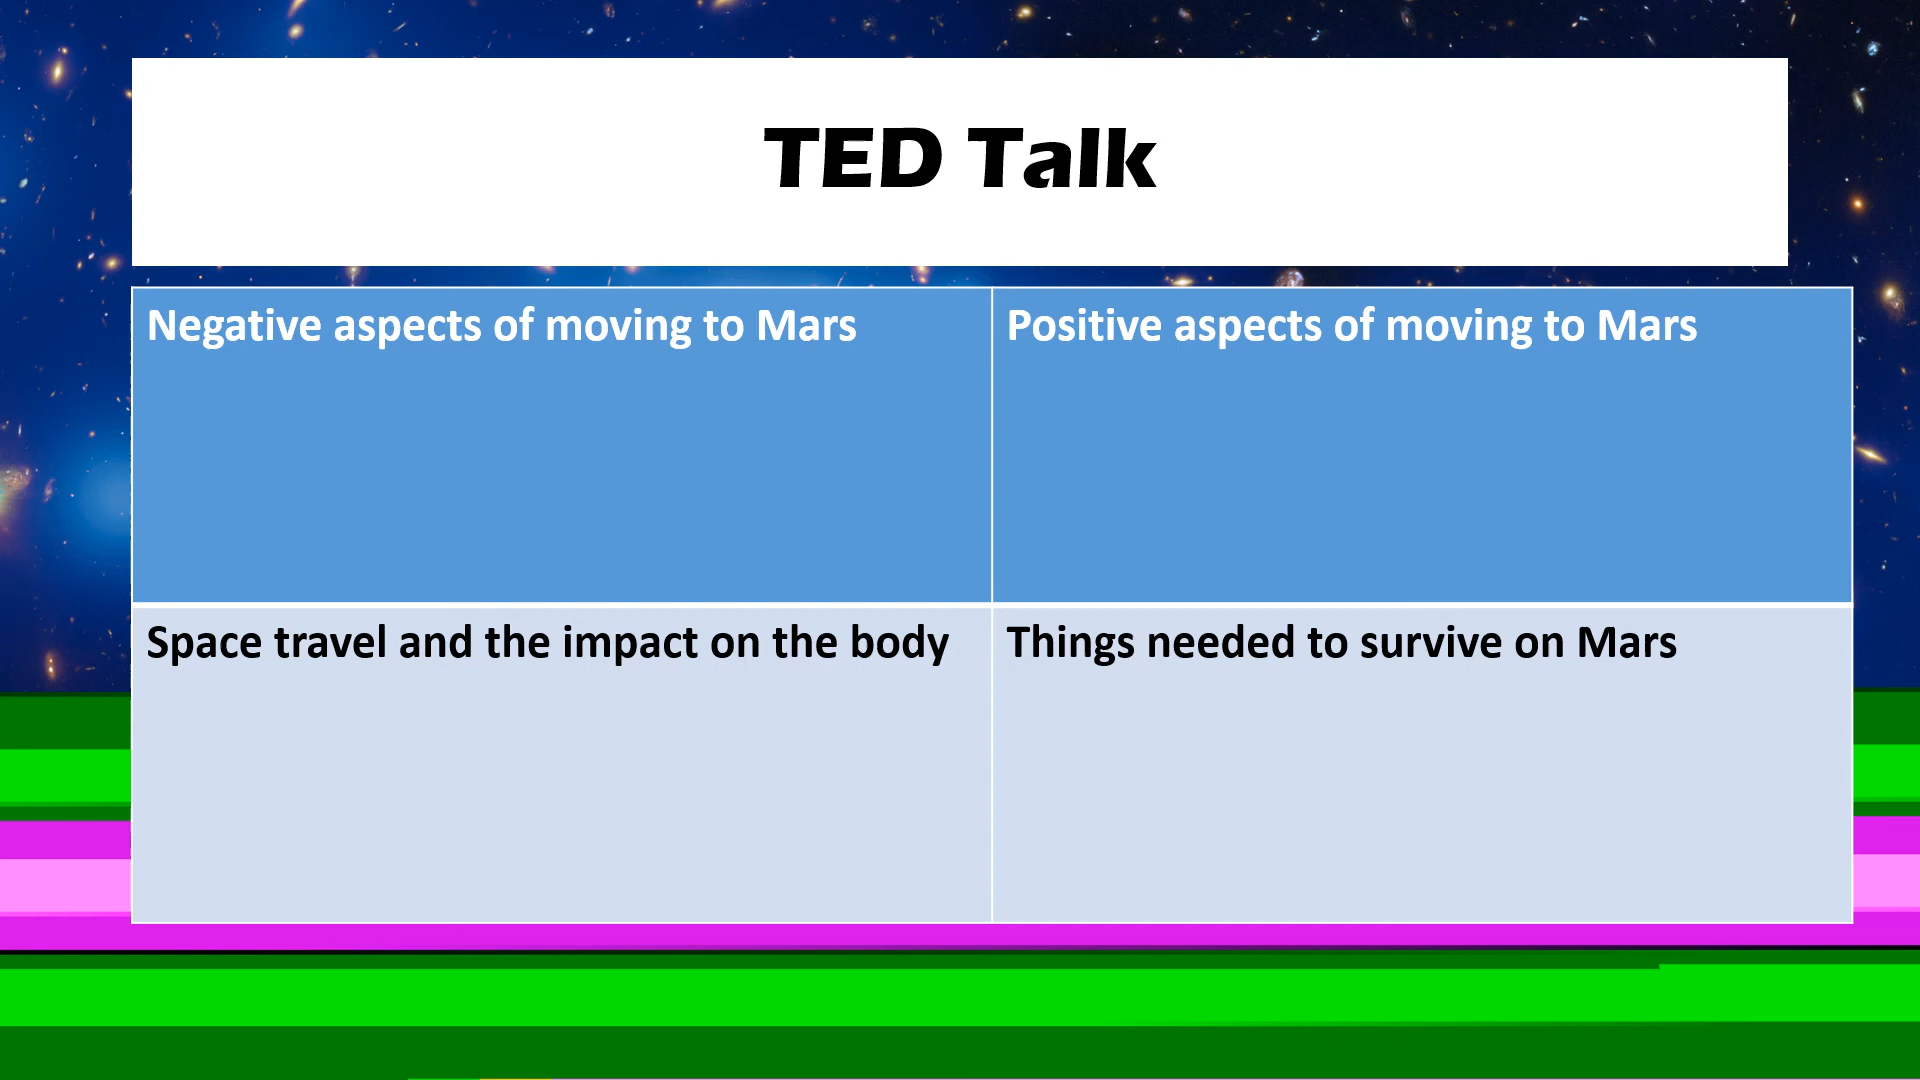 TED Talk
Negative aspects of moving to Mars
Positive aspects of moving to Mars
Space travel and the impact on the body
Things needed to survive on Mars